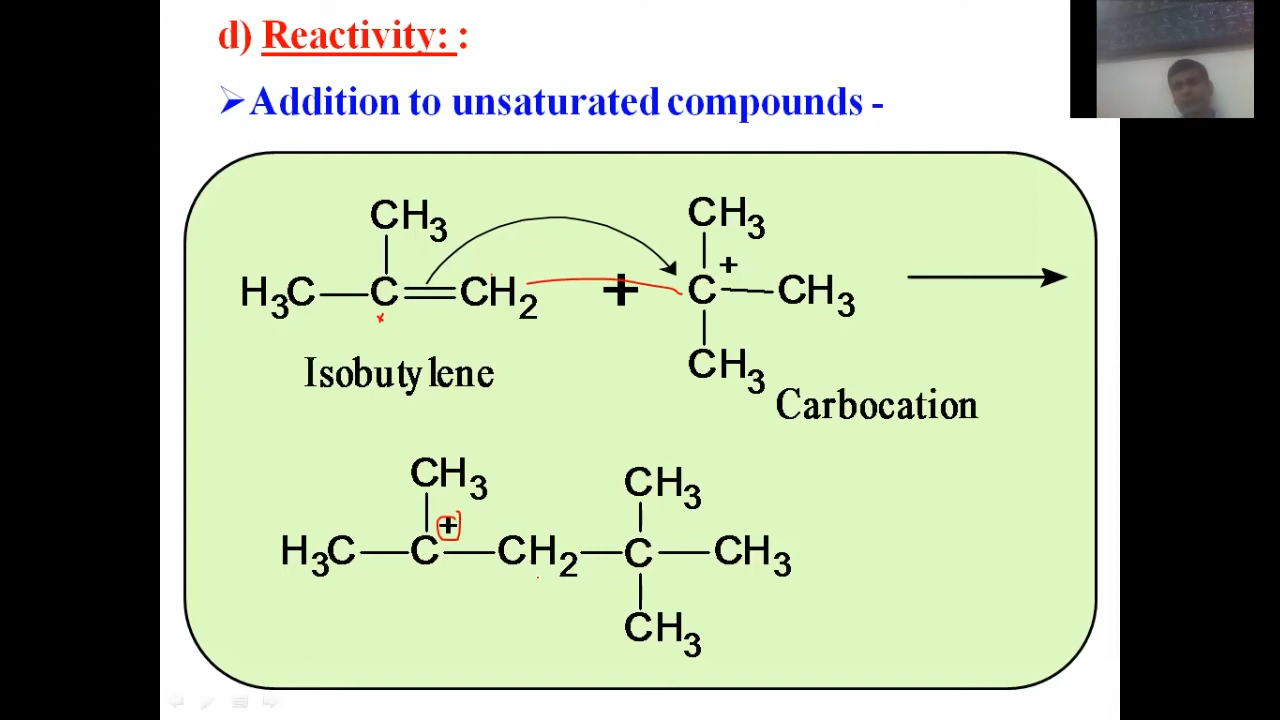 d) Reactivity: :
➢Addition to unsaturated compounds -
CH3 CH3
H3C—C=CH2 + C+—CH3
CH3
Isobutylene
Carbocation
CH3 CH3
H3C—C+—CH2—C—CH3
CH3